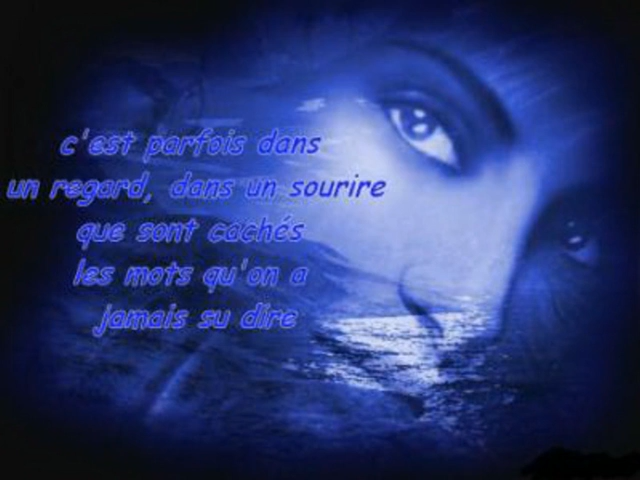 c'est parfois dans
un regard, dans un sourire
que sont cachés
les mots qu'on a
jamais su dire